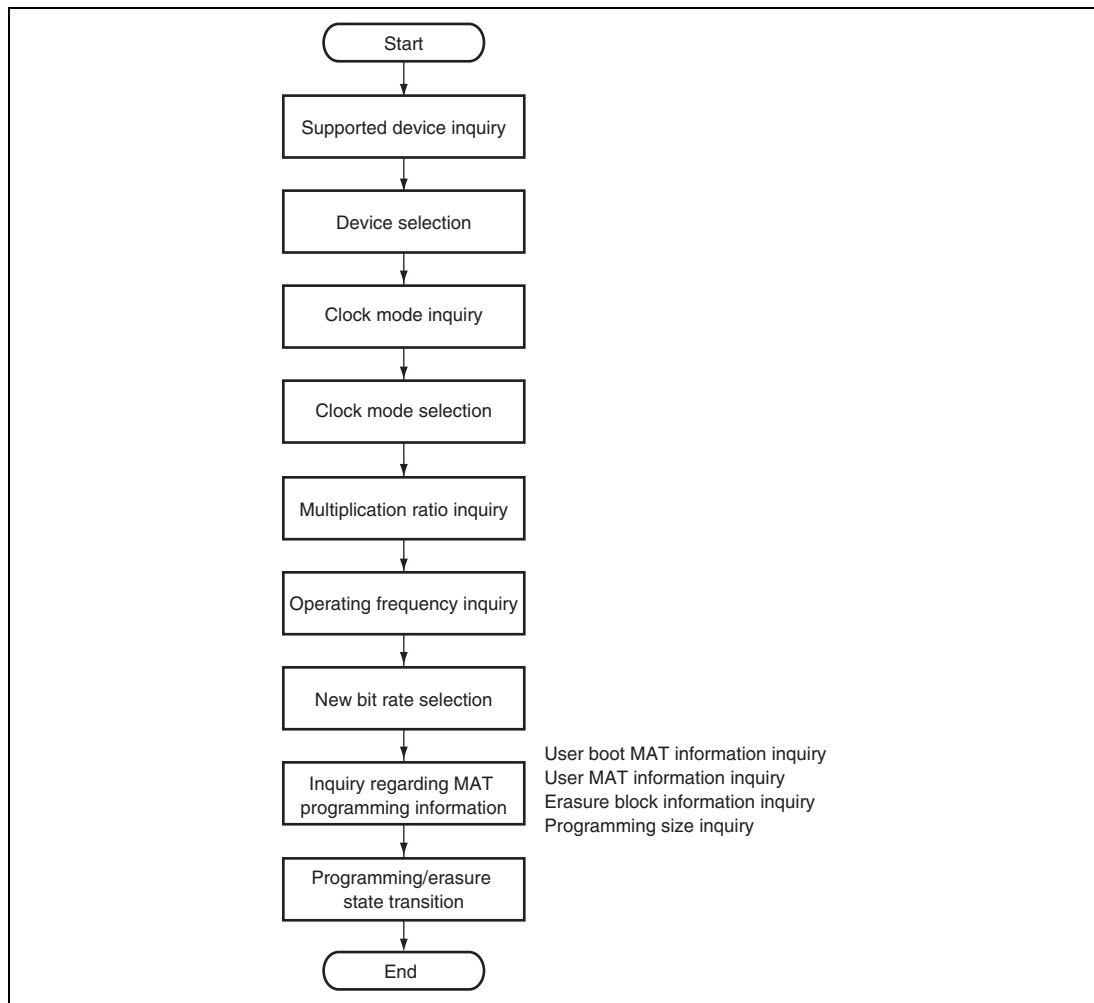 Start
Supported device inquiry
Device selection
Clock mode inquiry
Clock mode selection
Multiplication ratio inquiry
Operating frequency inquiry
New bit rate selection
Inquiry regarding MAT
programming information
User boot MAT information inquiry
User MAT information inquiry
Erasure block information inquiry
Programming size inquiry
Programming/erasure
state transition
End